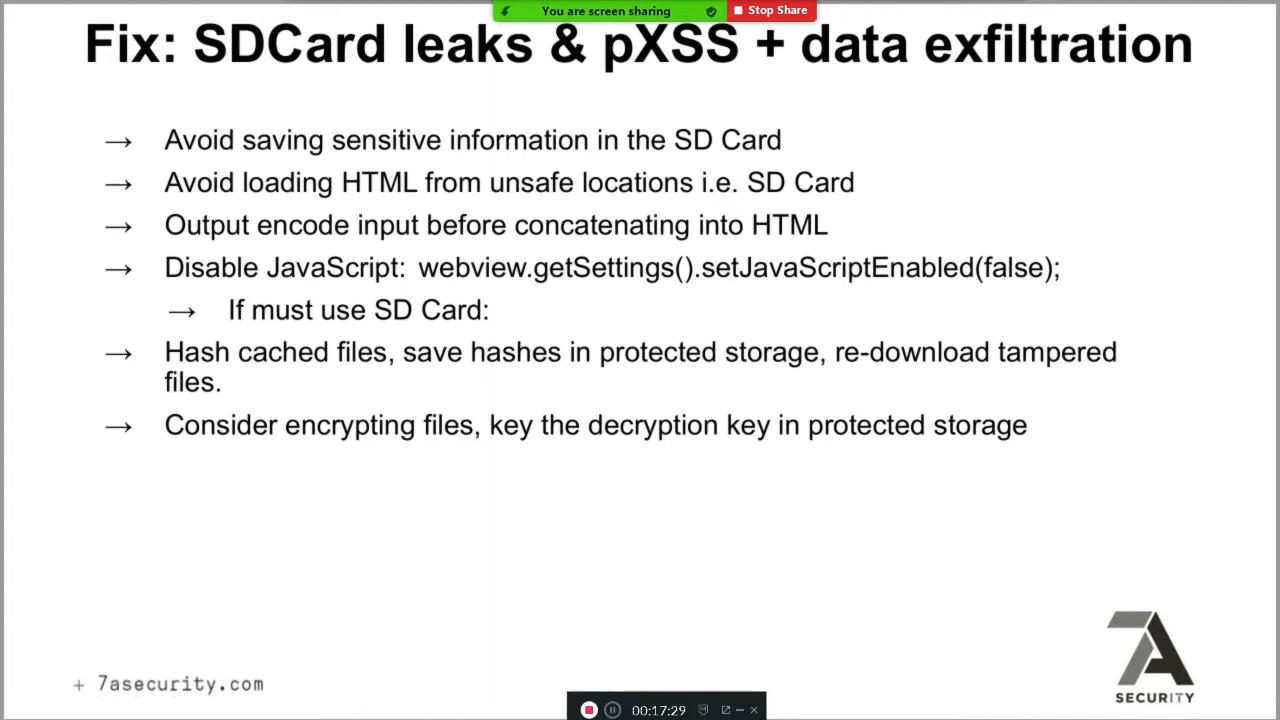 You are screen sharing
Stop Share
Fix: SDCard leaks & pXSS + data exfiltration
→ Avoid saving sensitive information in the SD Card
→ Avoid loading HTML from unsafe locations i.e. SD Card
→ Output encode input before concatenating into HTML
→ Disable JavaScript: webview.getSettings().setJavaScriptEnabled(false);
→ If must use SD Card:
→ Hash cached files, save hashes in protected storage, re-download tampered
files.
→ Consider encrypting files, key the decryption key in protected storage
7A
SECURITY
+ 7asecurity.com
00:17:29